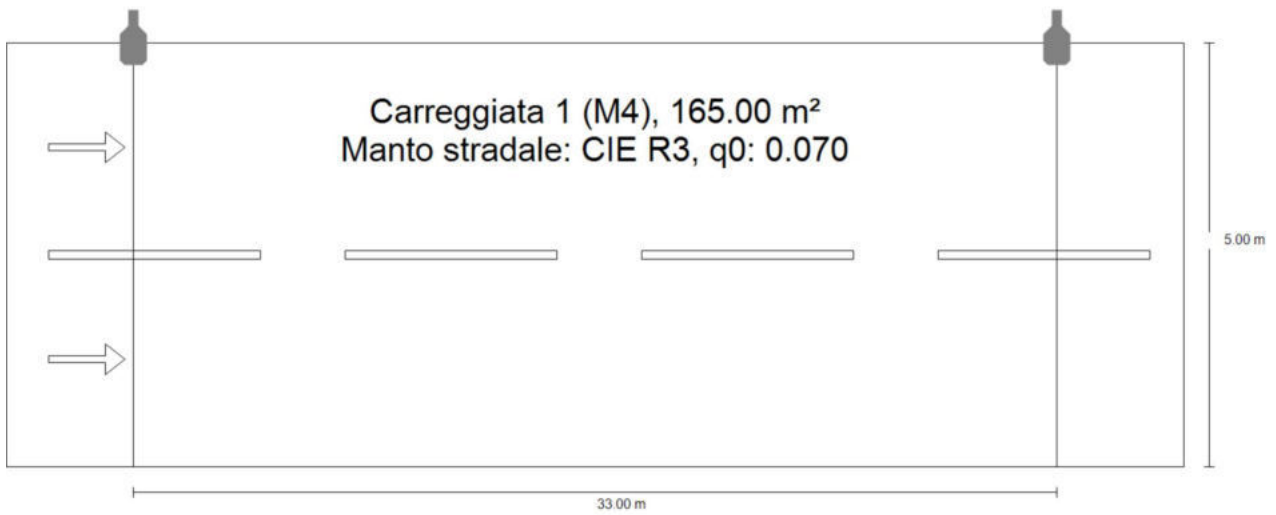 Carreggiata 1 (M4), 165.00 m²
Manto stradale: CIE R3, q0: 0.070
5.00 m
33.00 m